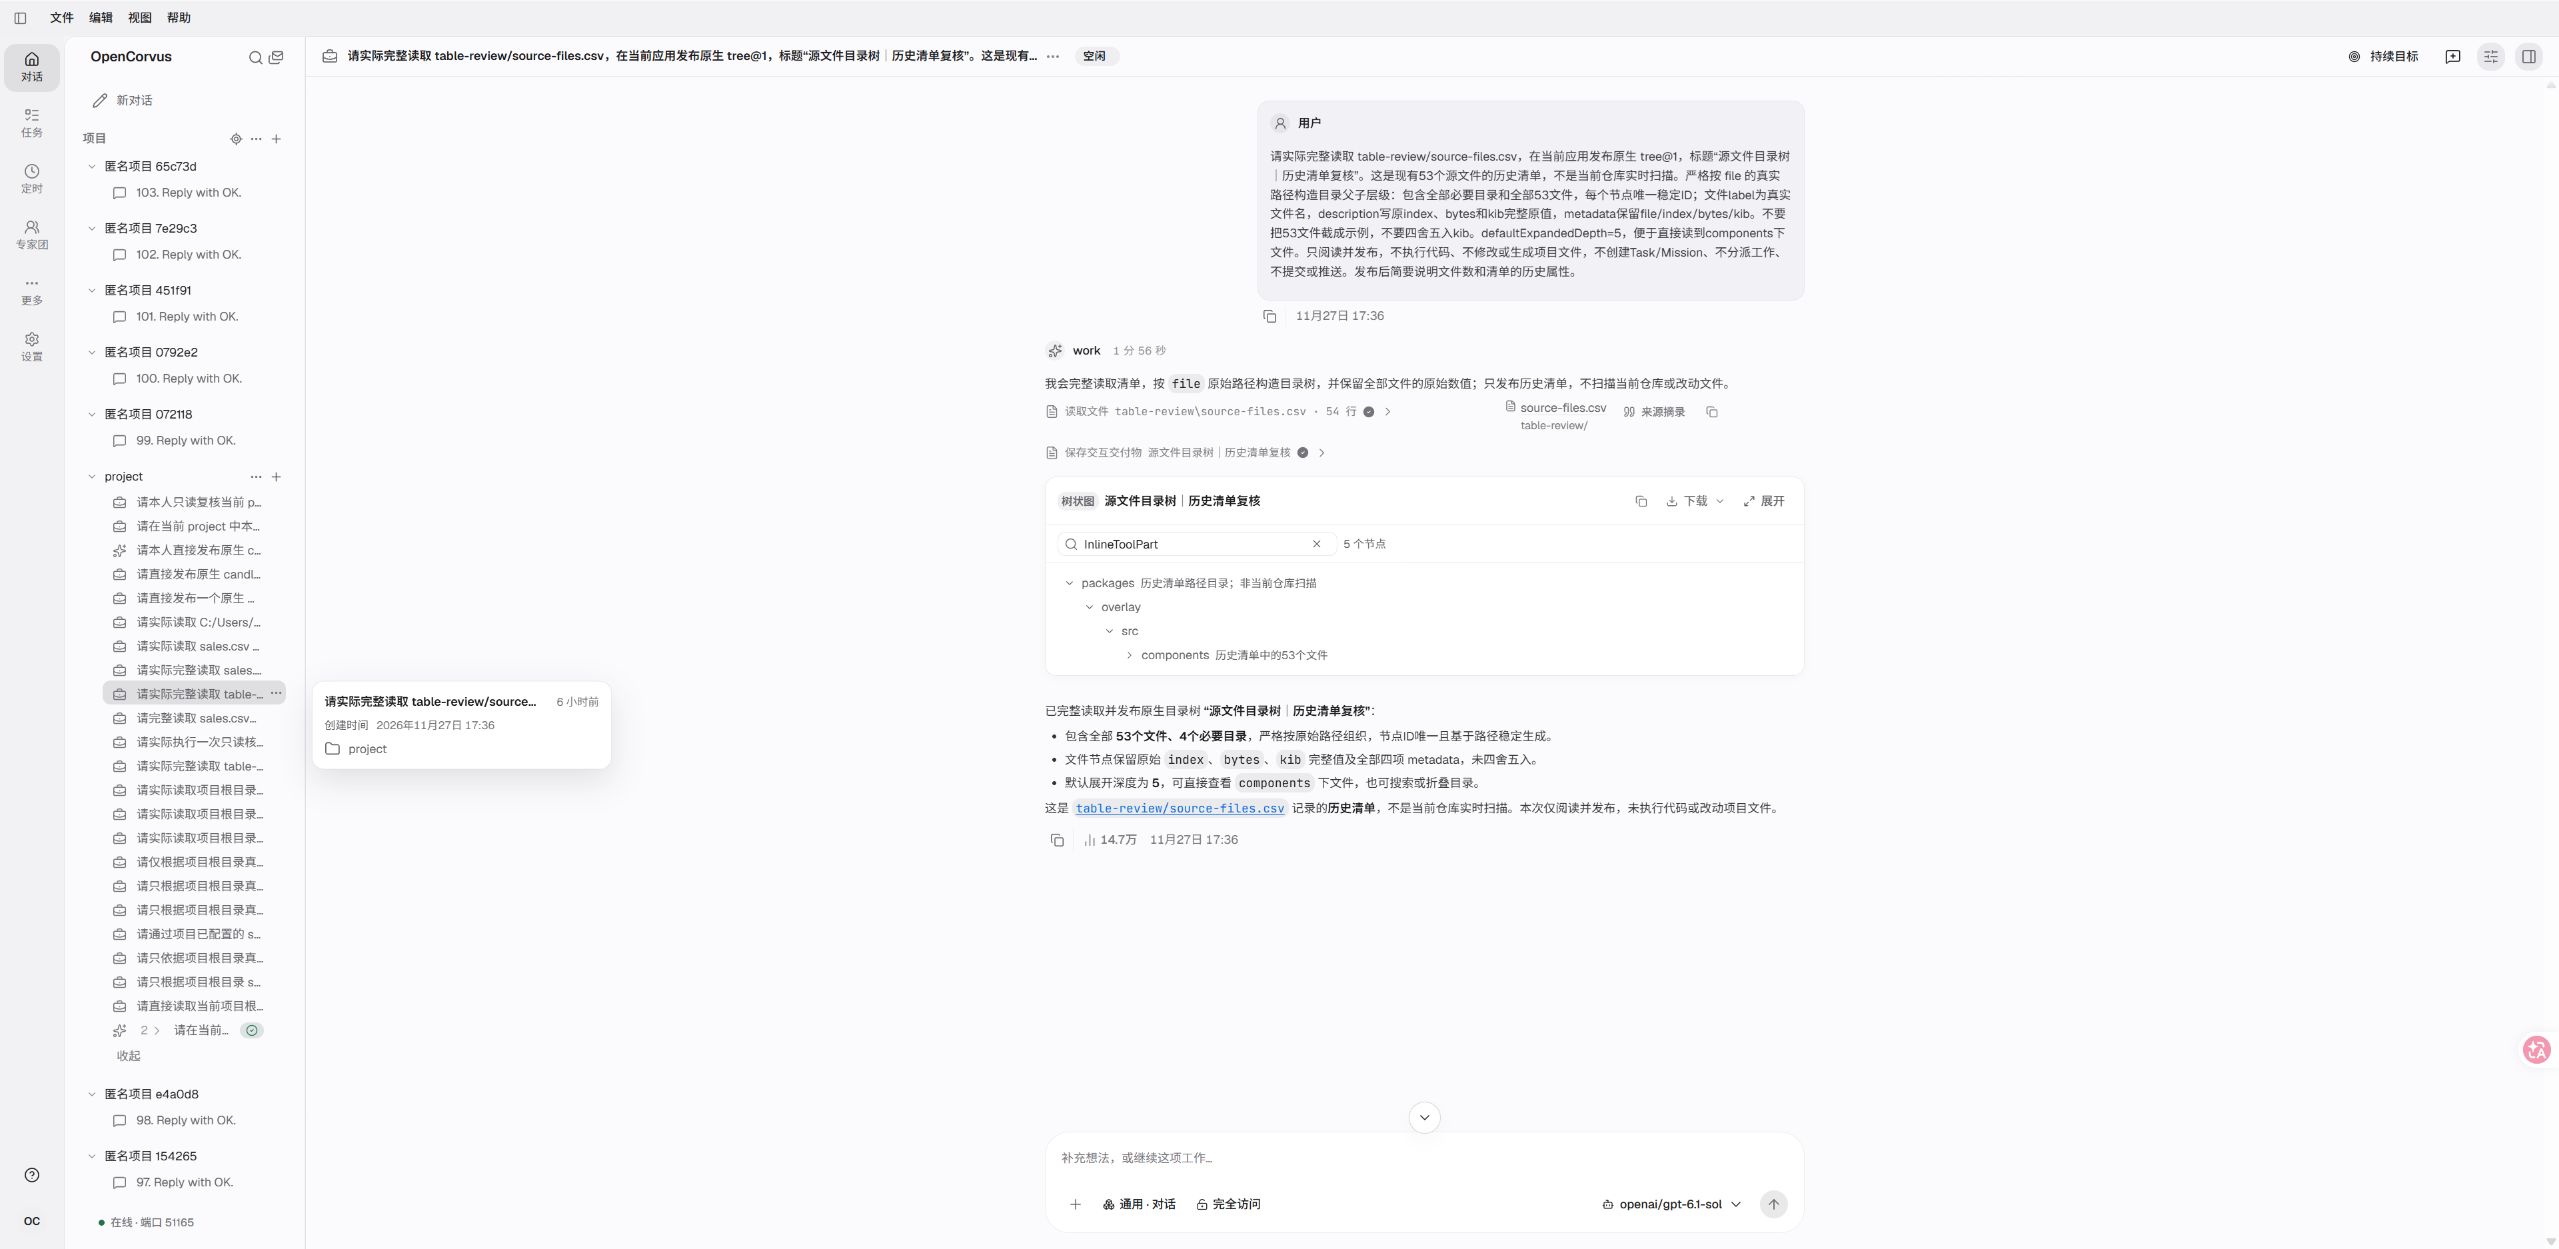 文件 编辑 视图 帮助
对话
任务
定时
专家团
更多
设置
OC
OpenCorvus
新对话
项目
匿名项目 65c73d
103. Reply with OK.
匿名项目 7e29c3
102. Reply with OK.
匿名项目 451f91
101. Reply with OK.
匿名项目 0792e2
100. Reply with OK.
匿名项目 072118
99. Reply with OK.
project
请本人只读复核当前 p...
请在当前 project 中本...
请本人直接发布原生 c...
请直接发布原生 candl...
请直接发布一个原生 ...
请实际读取 C:/Users/...
请实际读取 sales.csv ...
请实际完整读取 sales....
请实际完整读取 table-...
请完整读取 sales.csv...
请实际执行一次只读核...
请实际完整读取 table-...
请实际读取项目根目录...
请实际读取项目根目录...
请实际读取项目根目录...
请仅根据项目根目录真...
请只根据项目根目录真...
请只根据项目根目录真...
请通过项目已配置的 s...
请只依据项目根目录真...
请只根据项目根目录 s...
请直接读取当前项目根...
2 请在当前...
收起
匿名项目 e4a0d8
98. Reply with OK.
匿名项目 154265
97. Reply with OK.
在线 · 端口 51165
请实际完整读取 table-review/source... 6 小时前
创建时间 2026年11月27日 17:36
project
请实际完整读取 table-review/source-files.csv，在当前应用发布原生 tree@1，标题“源文件目录树｜历史清单复核”。这是现有... 空闲
持续目标
用户
请实际完整读取 table-review/source-files.csv，在当前应用发布原生 tree@1，标题“源文件目录树
｜历史清单复核”。这是现有53个源文件的历史清单，不是当前仓库实时扫描。严格按 file 的真实
路径构造目录父子层级：包含全部必要目录和全部53文件，每个节点唯一稳定ID；文件label为真实
文件名，description写原index、bytes和kib完整原值，metadata保留file/index/bytes/kib。不要
把53文件截成示例，不要四舍五入kib。defaultExpandedDepth=5，便于直接读到components下
文件。只阅读并发布，不执行代码、不修改或生成项目文件，不创建Task/Mission、不分派工作、
不提交或推送。发布后简要说明文件数和清单的历史属性。
11月27日 17:36
work 1 分 56 秒
我会完整读取清单，按 file 原始路径构造目录树，并保留全部文件的原始数值；只发布历史清单，不扫描当前仓库或改动文件。
读取文件 table-review\source-files.csv · 54 行
source-files.csv
table-review/
来源摘录
保存交互交付物 源文件目录树｜历史清单复核
树状图 源文件目录树｜历史清单复核 下载 展开
InlineToolPart 5 个节点
packages 历史清单路径目录；非当前仓库扫描
overlay
src
components 历史清单中的53个文件
已完整读取并发布原生目录树 “源文件目录树｜历史清单复核”：
• 包含全部 53个文件、4个必要目录，严格按原始路径组织，节点ID唯一且基于路径稳定生成。
• 文件节点保留原始 index、bytes、kib 完整值及全部四项 metadata，未四舍五入。
• 默认展开深度为 5，可直接查看 components 下文件，也可搜索或折叠目录。
这是 table-review/source-files.csv 记录的历史清单，不是当前仓库实时扫描。本次仅阅读并发布，未执行代码或改动项目文件。
14.7万 11月27日 17:36
补充想法，或继续这项工作...
通用 · 对话 完全访问 openai/gpt-6.1-sol